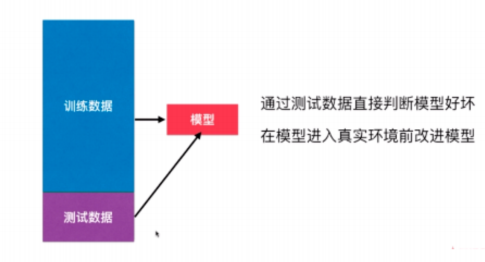 训练数据
模型
通过测试数据直接判断模型好坏
在模型进入真实环境前改进模型
测试数据